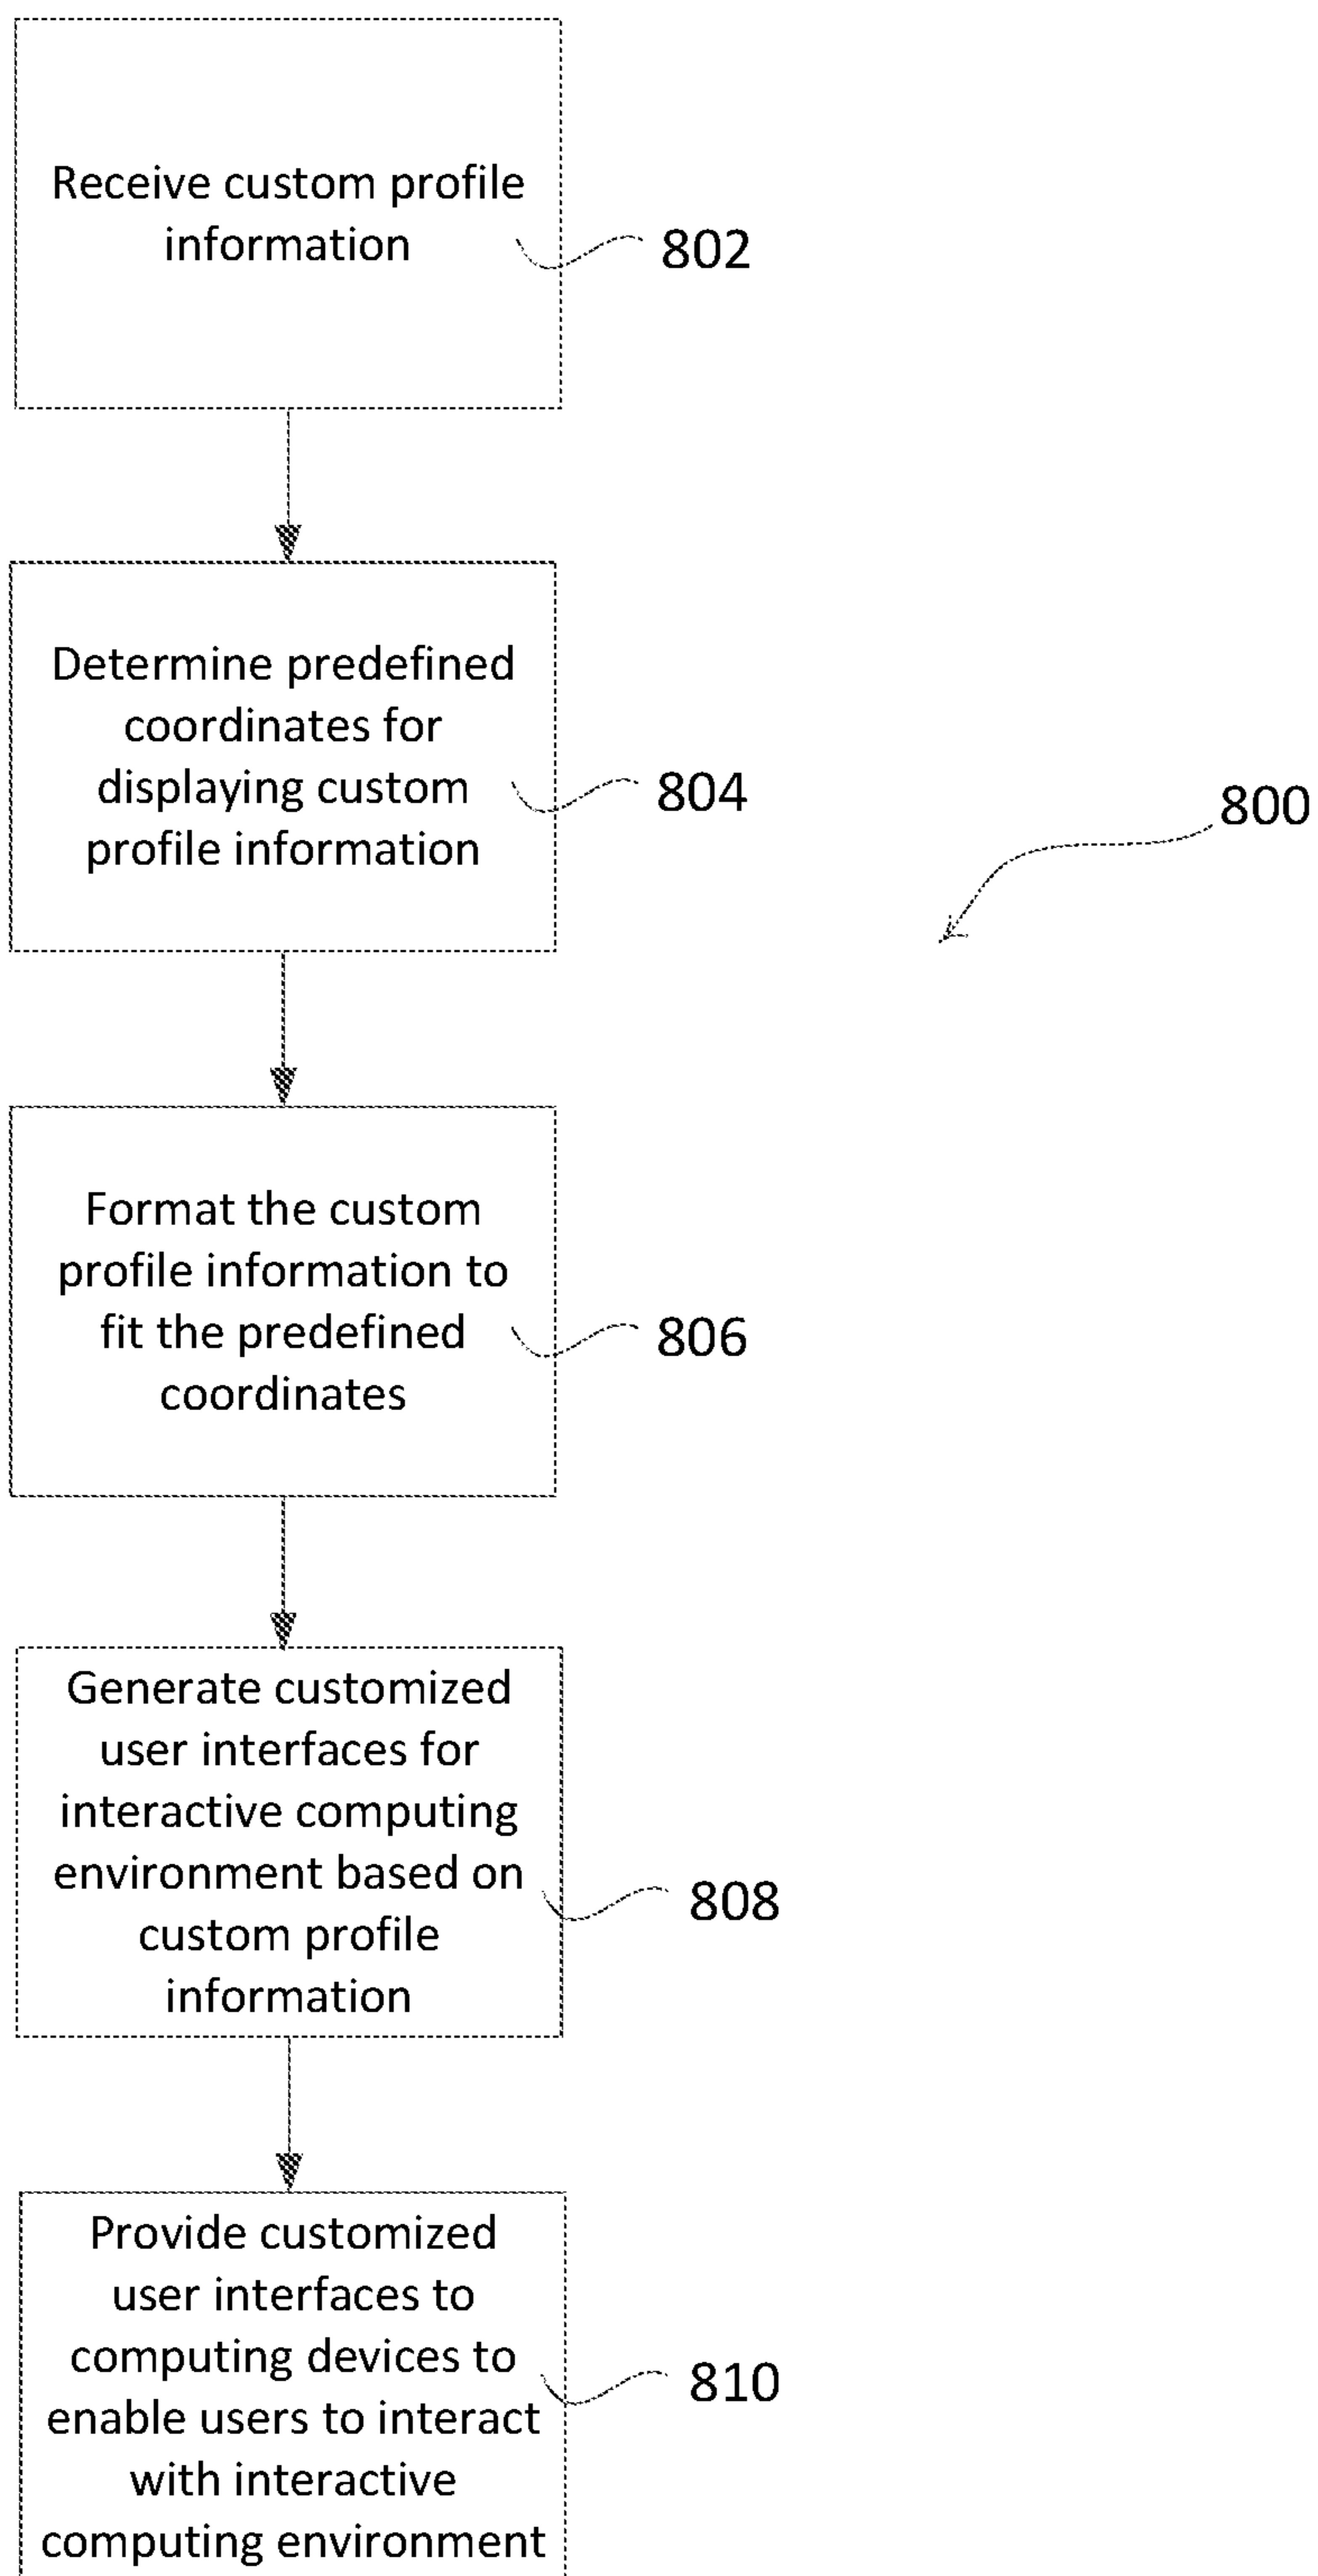 Receive custom profile
information
802
Determine predefined
coordinates for
displaying custom
profile information
804
800
Format the custom
profile information to
fit the predefined
coordinates
806
Generate customized
user interfaces for
interactive computing
environment based on
custom profile
information
808
Provide customized
user interfaces to
computing devices to
enable users to interact
with interactive
computing environment
810